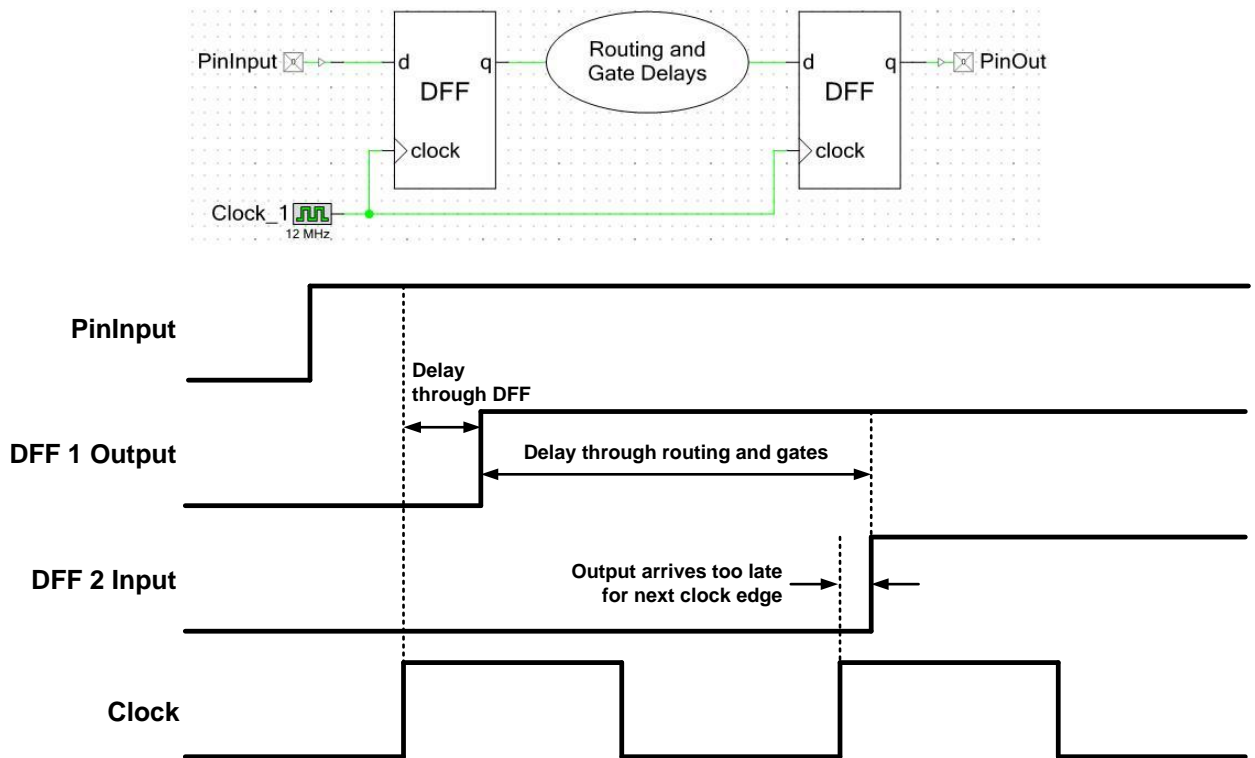 PinInput
d
q
DFF
clock
Routing and
Gate Delays
d
q
DFF
clock
PinOut
Clock_1
12 MHz
PinInput
Delay
through DFF
DFF 1 Output
Delay through routing and gates
DFF 2 Input
Output arrives too late
for next clock edge
Clock